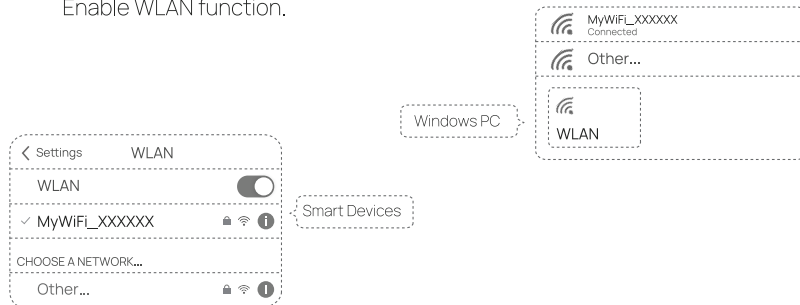 Enable WLAN function.
MyWiFi_XXXXXX
Connected
Other...
WLAN
Windows PC
Settings WLAN
WLAN
MyWiFi_XXXXXX
Smart Devices
CHOOSE A NETWORK...
Other...